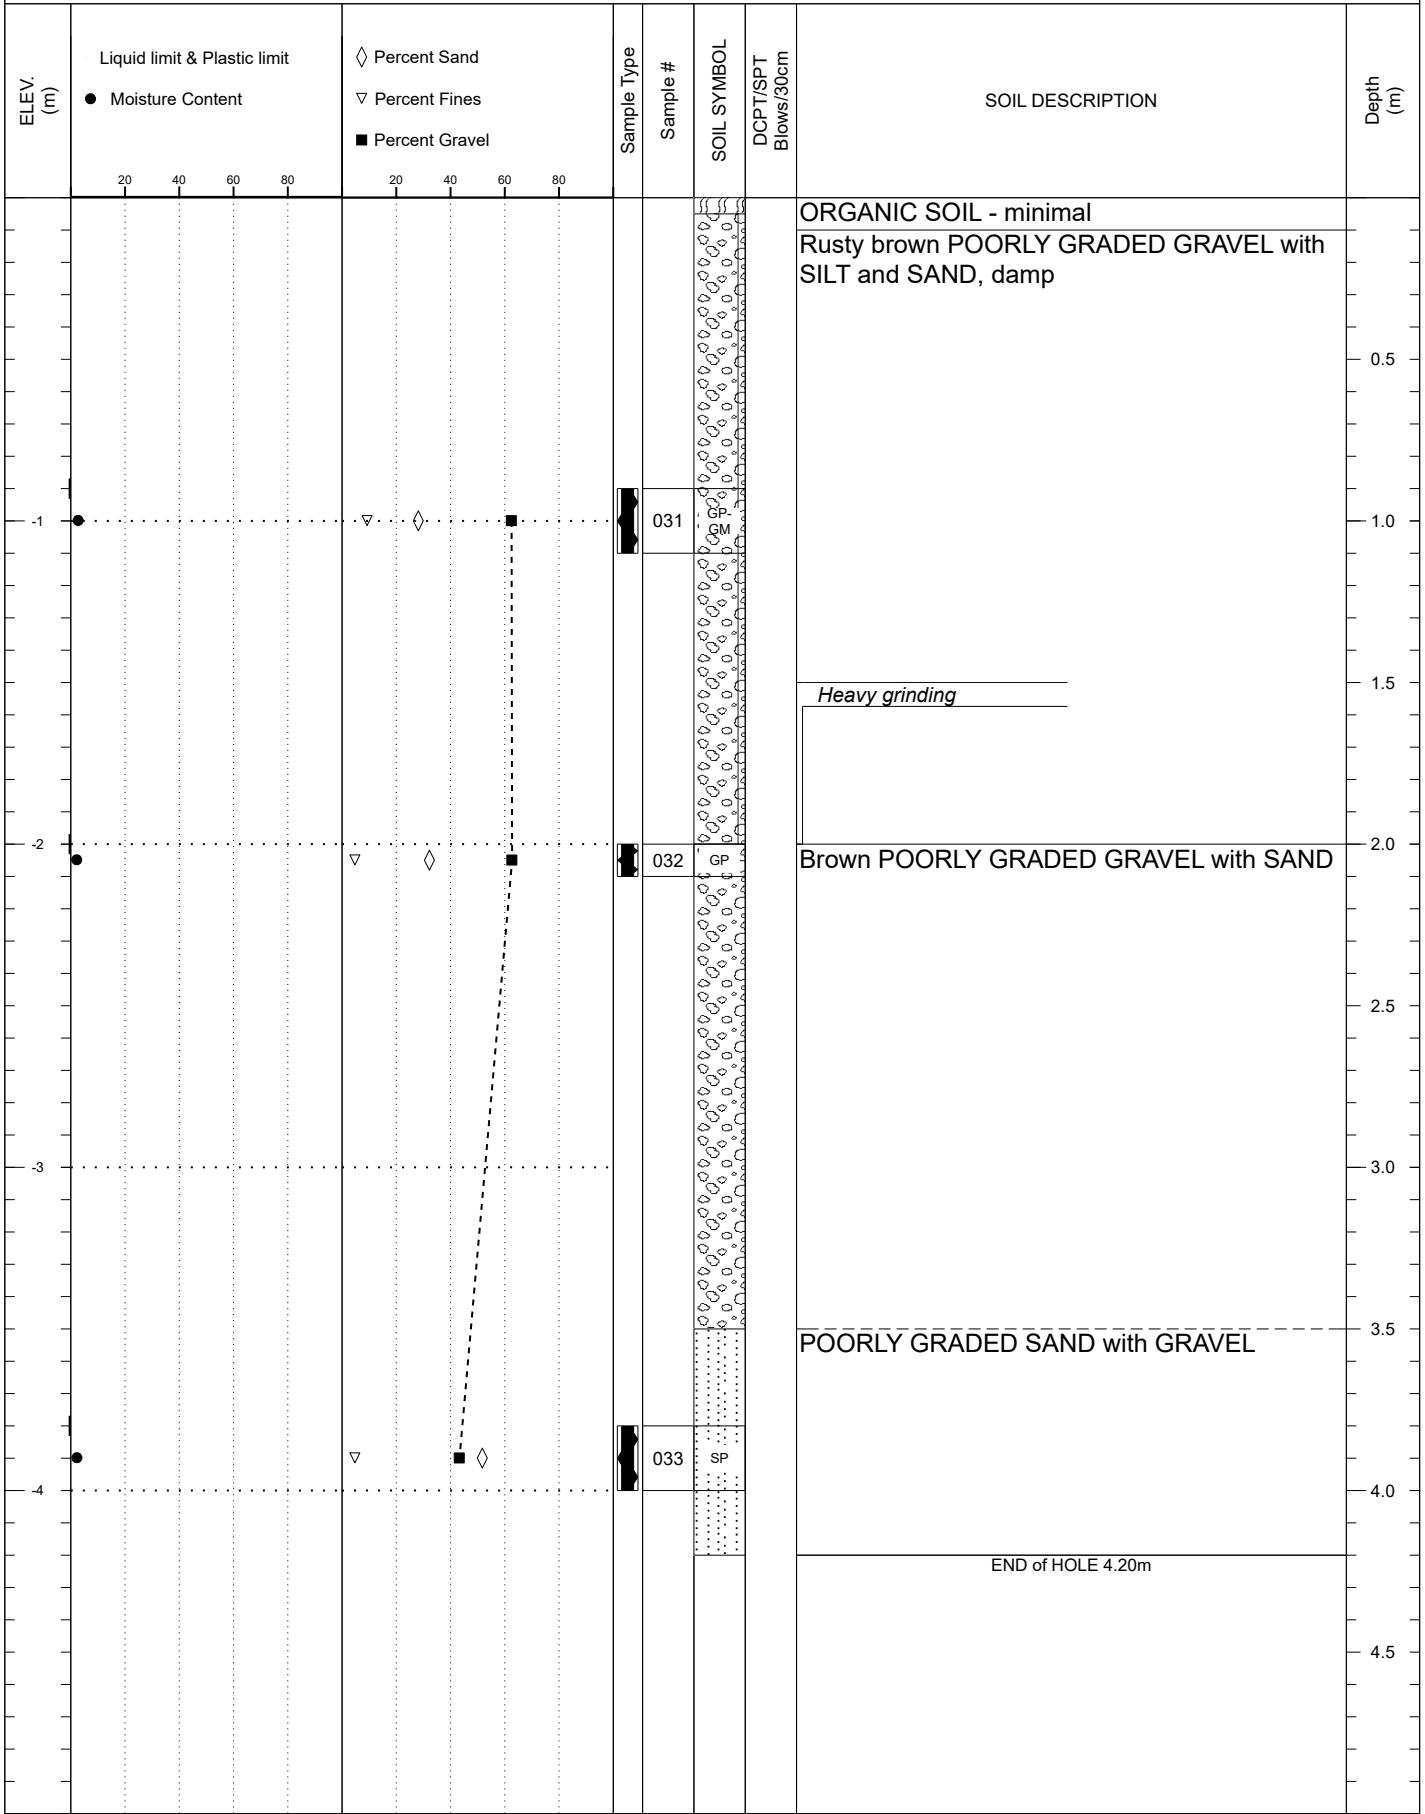 ELEV.
(m)
Liquid limit & Plastic limit
Moisture Content
Percent Sand
Percent Fines
Percent Gravel
Sample Type
Sample #
SOIL SYMBOL
DCPT/SPT
Blows/30cm
SOIL DESCRIPTION
Depth
(m)
20 40 60 80 20 40 60 80
ORGANIC SOIL - minimal
Rusty brown POORLY GRADED GRAVEL with
SILT and SAND, damp
0.5
-1 031 GP-
GM 1.0
1.5
Heavy grinding
-2 2.0
032 GP Brown POORLY GRADED GRAVEL with SAND
2.5
-3 3.0
3.5
POORLY GRADED SAND with GRAVEL
033 SP
-4 4.0
END of HOLE 4.20m
4.5